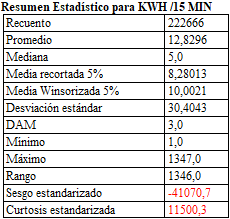 Resumen Estadístico para KWH /15 MIN
Recuento 222666
Promedio 12,8296
Mediana 5,0
Media recortada 5% 8,28013
Media Winsorizada 5% 10,0021
Desviación estándar 30,4043
DAM 3,0
Mínimo 1,0
Máximo 1347,0
Rango 1346,0
Sesgo estandarizado -41070,7
Curtosis estandarizada 11500,3